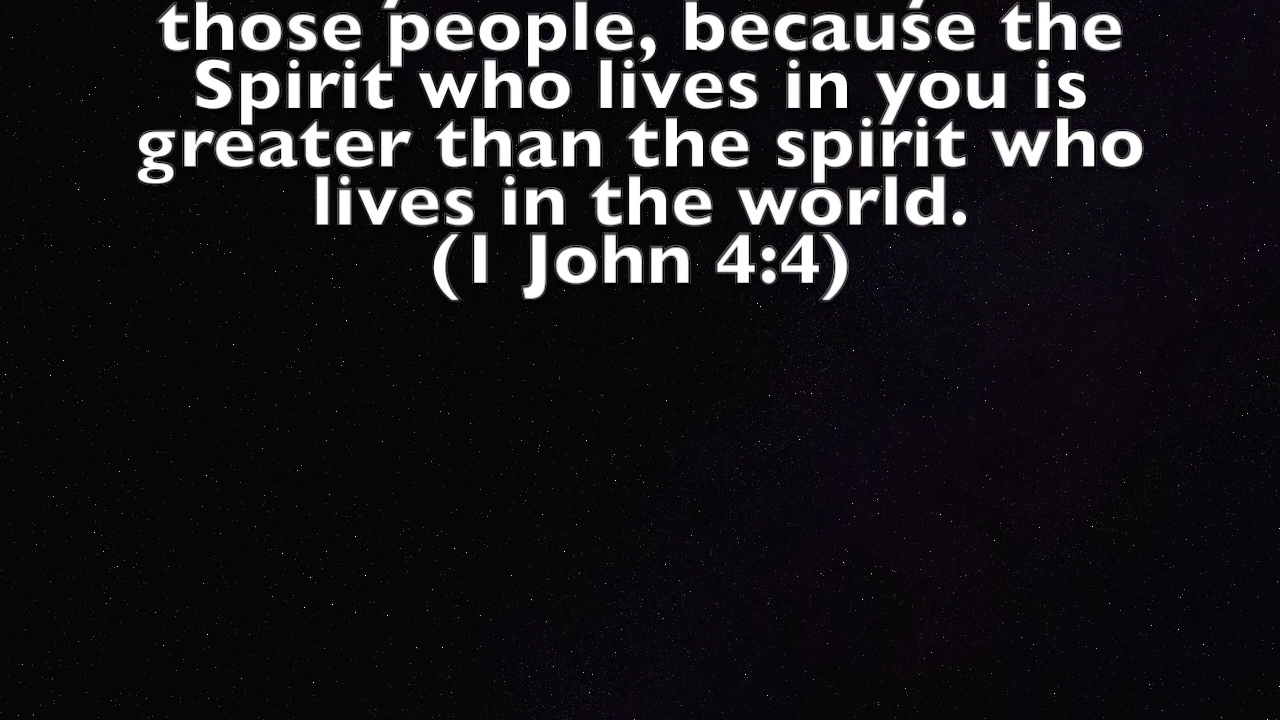 those people, because the
Spirit who lives in you is
greater than the spirit who
lives in the world.
(1 John 4:4)